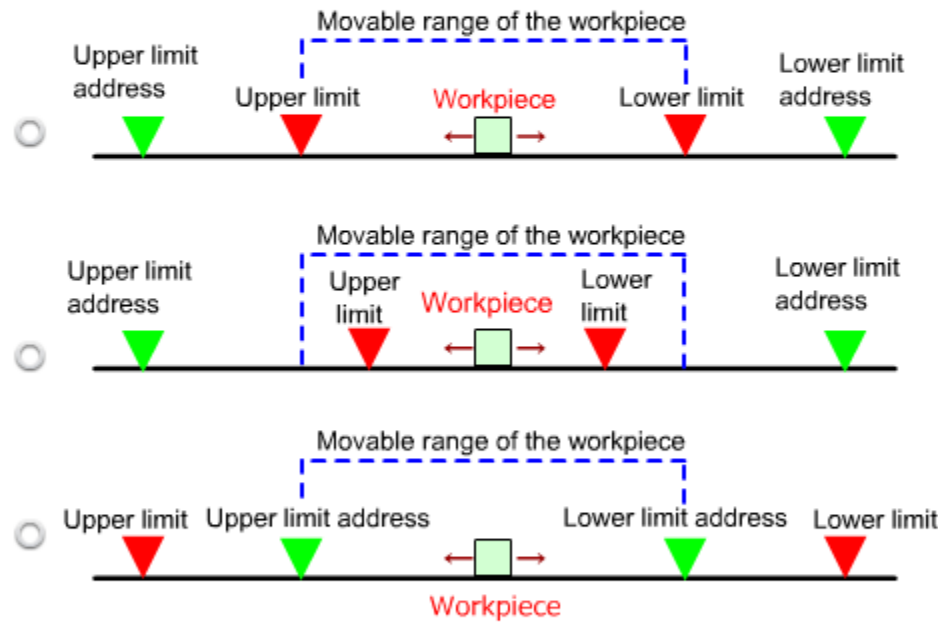 Movable range of the workpiece
Upper limit
address
Lower limit
address
Upper limit
Workpiece
Lower limit
Movable range of the workpiece
Upper limit
address
Lower limit
address
Upper
limit
Workpiece
Lower
limit
Movable range of the workpiece
Upper limit
Upper limit address
Lower limit address
Lower limit
Workpiece